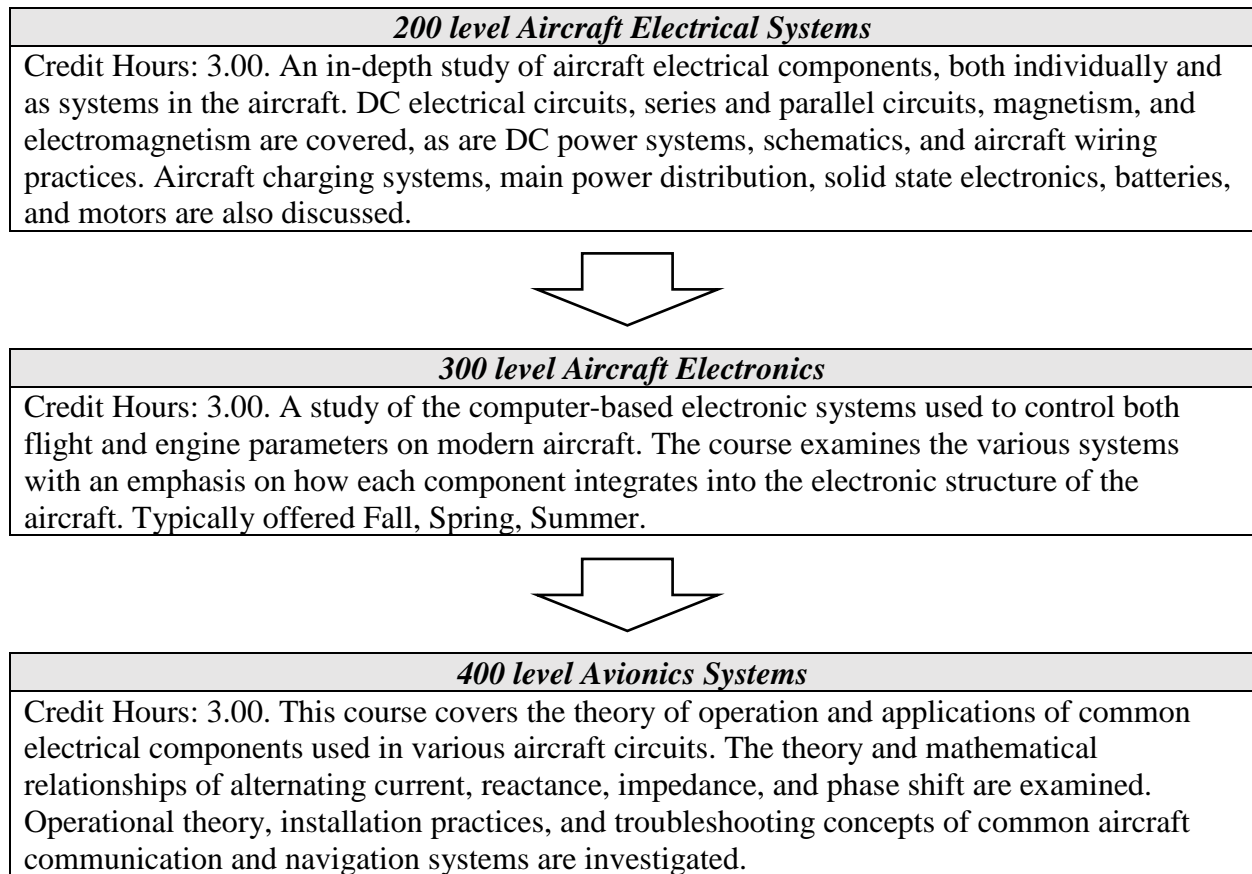 200 level Aircraft Electrical Systems
Credit Hours: 3.00. An in-depth study of aircraft electrical components, both individually and
as systems in the aircraft. DC electrical circuits, series and parallel circuits, magnetism, and
electromagnetism are covered, as are DC power systems, schematics, and aircraft wiring
practices. Aircraft charging systems, main power distribution, solid state electronics, batteries,
and motors are also discussed.
300 level Aircraft Electronics
Credit Hours: 3.00. A study of the computer-based electronic systems used to control both
flight and engine parameters on modern aircraft. The course examines the various systems
with an emphasis on how each component integrates into the electronic structure of the
aircraft. Typically offered Fall, Spring, Summer.
400 level Avionics Systems
Credit Hours: 3.00. This course covers the theory of operation and applications of common
electrical components used in various aircraft circuits. The theory and mathematical
relationships of alternating current, reactance, impedance, and phase shift are examined.
Operational theory, installation practices, and troubleshooting concepts of common aircraft
communication and navigation systems are investigated.